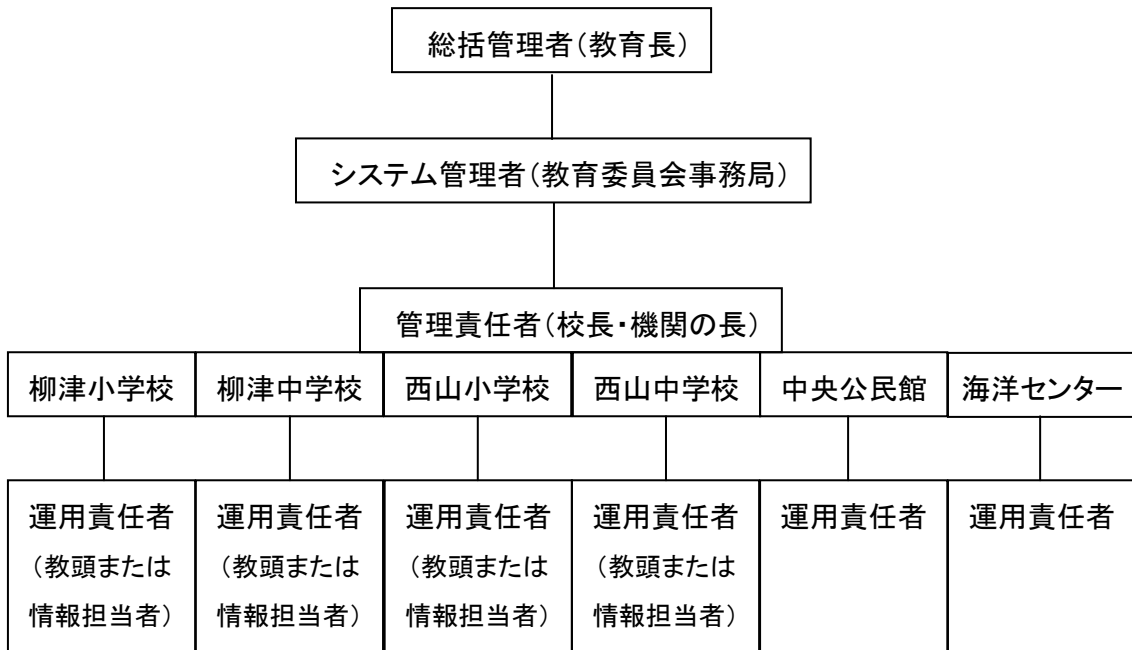 総括管理者(教育長)
システム管理者(教育委員会事務局)
管理責任者(校長・機関の長)
柳津小学校
柳津中学校
西山小学校
西山中学校
中央公民館
海洋センター
運用責任者
(教頭または
情報担当者)
運用責任者
(教頭または
情報担当者)
運用責任者
(教頭または
情報担当者)
運用責任者
(教頭または
情報担当者)
運用責任者
運用責任者